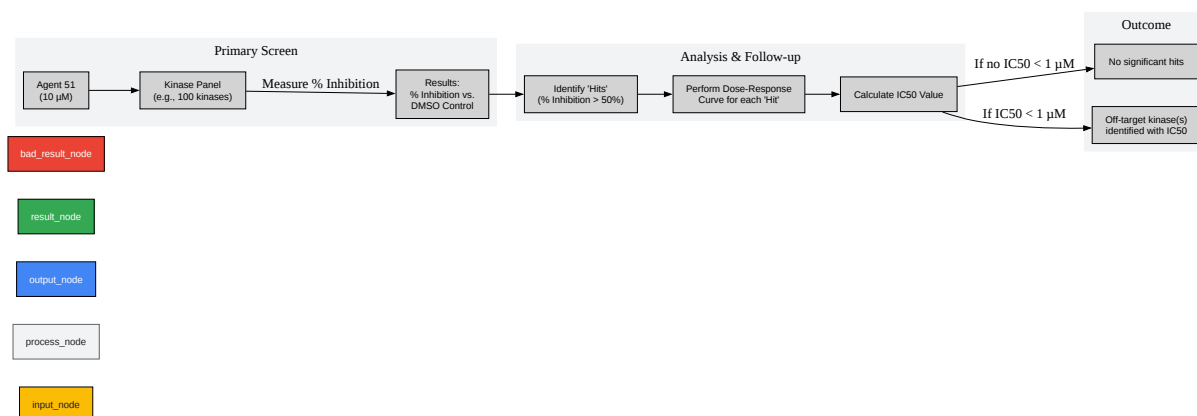 Primary Screen
Agent 51
(10 µM)
Kinase Panel
(e.g., 100 kinases)
Measure % Inhibition
Results:
% Inhibition vs.
DMSO Control
Analysis & Follow-up
Identify 'Hits'
(% Inhibition > 50%)
Perform Dose-Response
Curve for each 'Hit'
Calculate IC50 Value
If no IC50 < 1 µM
If IC50 < 1 µM
Outcome
No significant hits
Off-target kinase(s)
identified with IC50
bad_result_node
result_node
output_node
process_node
input_node